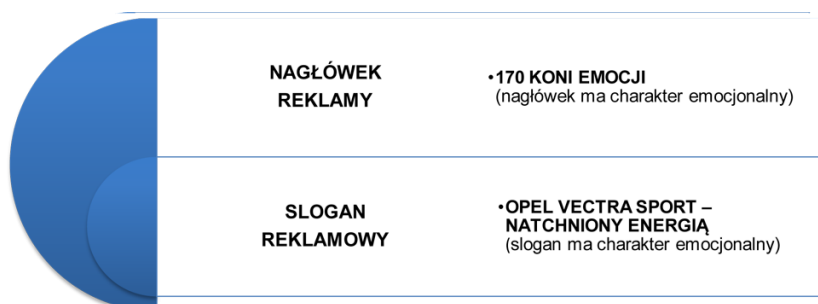 NAGŁÓWEK
REKLAMY
•170 KONI EMOCJI
(nagłówek ma charakter emocjonalny)
SLOGAN
REKLAMOWY
•OPEL VECTRA SPORT –
NATCHNIONY ENERGIĄ
(slogan ma charakter emocjonalny)